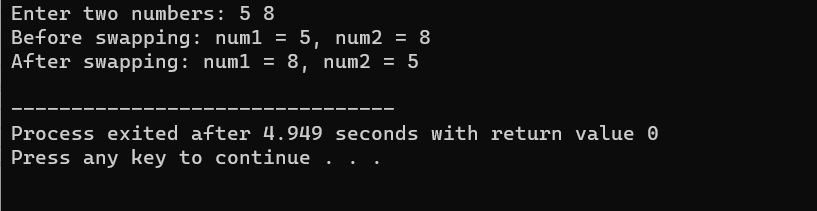 Enter two numbers: 5 8
Before swapping: num1 = 5, num2 = 8
After swapping: num1 = 8, num2 = 5
--------------------------------
Process exited after 4.949 seconds with return value 0
Press any key to continue . . .